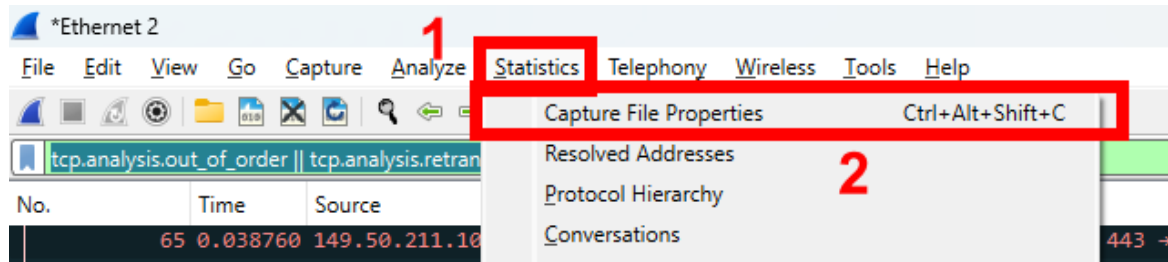 *Ethernet 2
1
File Edit View Go Capture Analyze Statistics Telephony Wireless Tools Help
Capture File Properties Ctrl+Alt+Shift+C
tcp.analysis.out_of_order || tcp.analysis.retran
Resolved Addresses
2
No. Time Source
Protocol Hierarchy
65 0.038760 149.50.211.10
Conversations
443 →